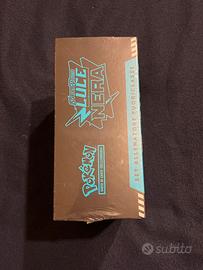 LUCE
NERA
POKÉMON
SET ALLENATORE FUORICLASSE
subito